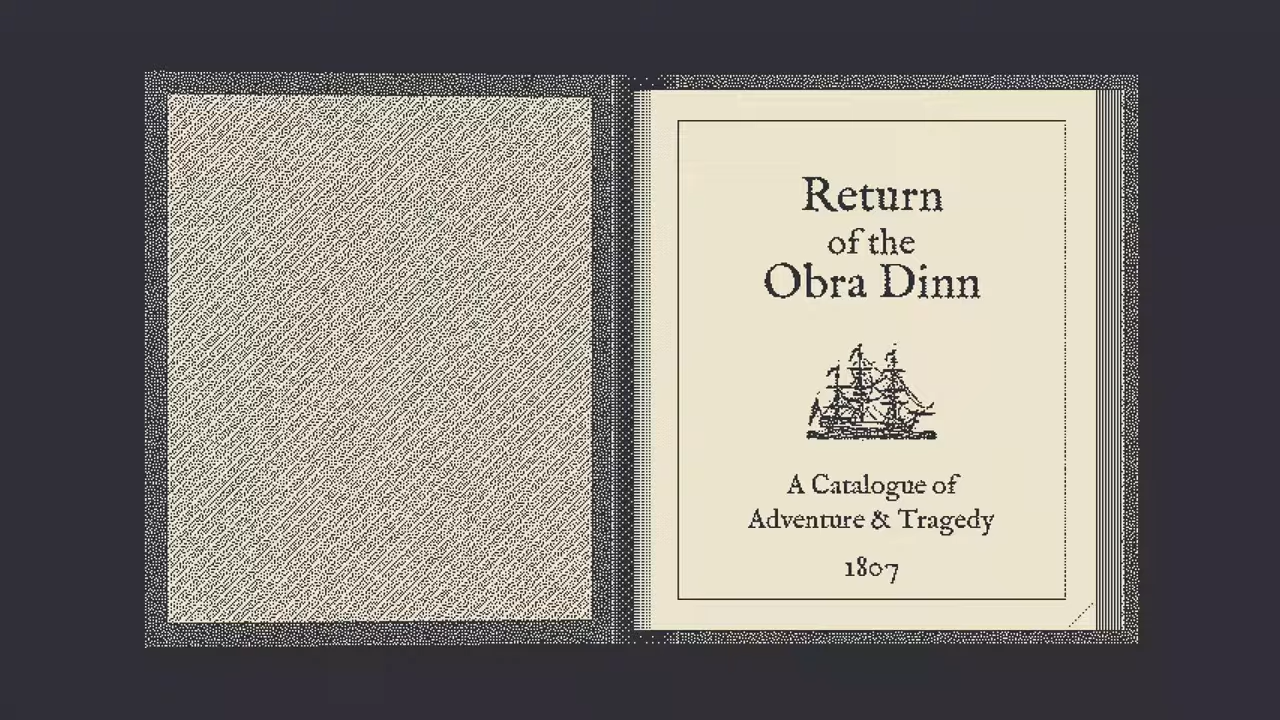 Return
of the
Obra Dinn
A Catalogue of
Adventure & Tragedy
1807